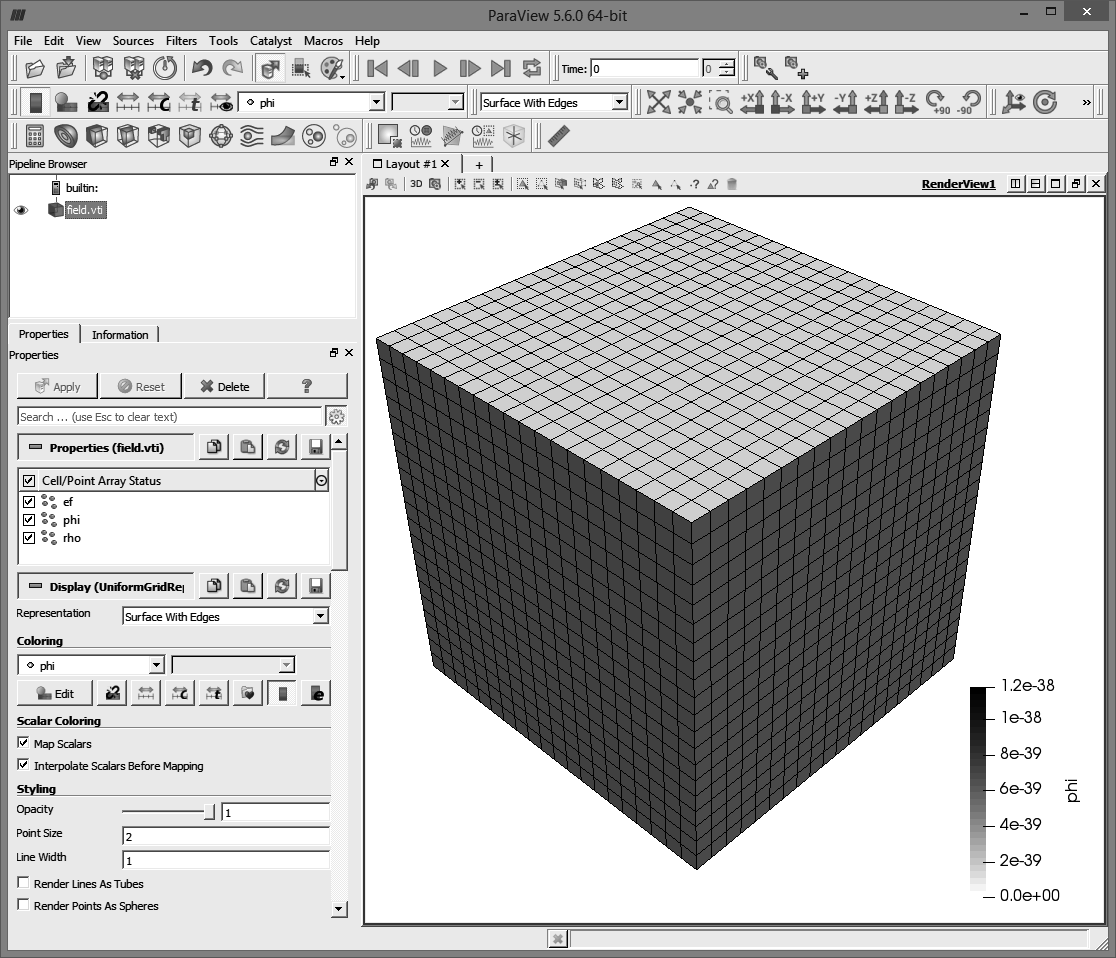 ParaView 5.6.0 64-bit
File Edit View Sources Filters Tools Catalyst Macros Help
Time: 0 0
phi Surface With Edges +X -X +Y -Y +Z -Z +90 -90 »
Pipeline Browser
Layout #1 +
3D RenderView1
builtin:
field.vti
Properties Information
Properties
Apply Reset Delete ?
Search ... (use Esc to clear text)
Properties (field.vti)
Cell/Point Array Status
ef
phi
rho
Display (UniformGridRe
Representation Surface With Edges
Coloring
phi
Edit
Scalar Coloring
Map Scalars
Interpolate Scalars Before Mapping
Styling
Opacity 1
Point Size 2
Line Width 1
Render Lines As Tubes
Render Points As Spheres
1.2e-38
1e-38
8e-39
6e-39
4e-39
2e-39
0.0e+00
phi